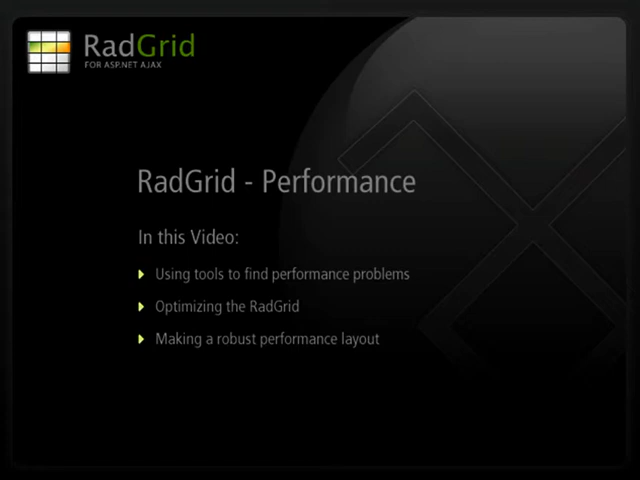 RadGrid
FOR ASP.NET AJAX
RadGrid - Performance
In this Video:
Using tools to find performance problems
Optimizing the RadGrid
Making a robust performance layout